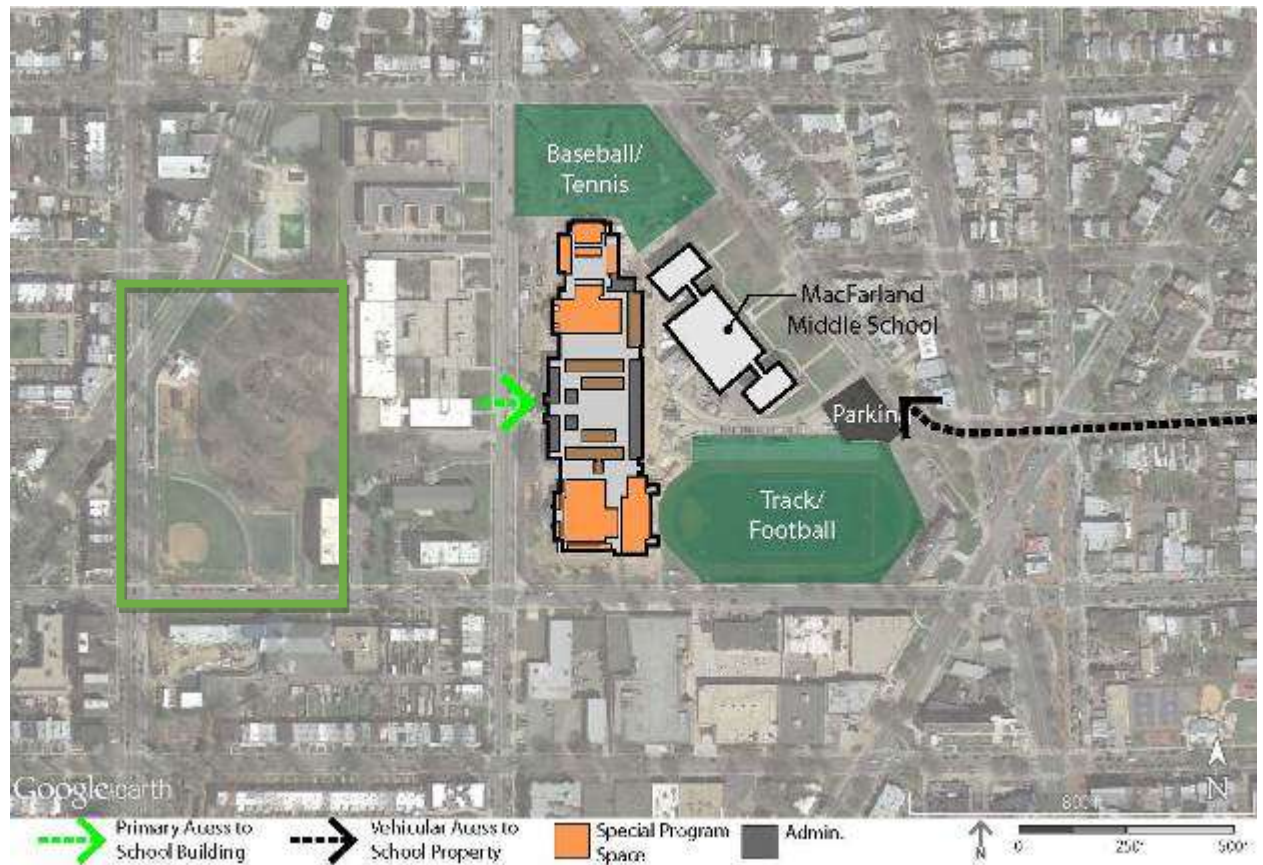 Baseball/
Tennis
MacFarland
Middle School
Parkin
Track/
Football
Google earth
800
N
Primary Acess to
School Building
Vehicular Acess to
School Property
Special Program
Space
Admin.
N
0
250'
500'